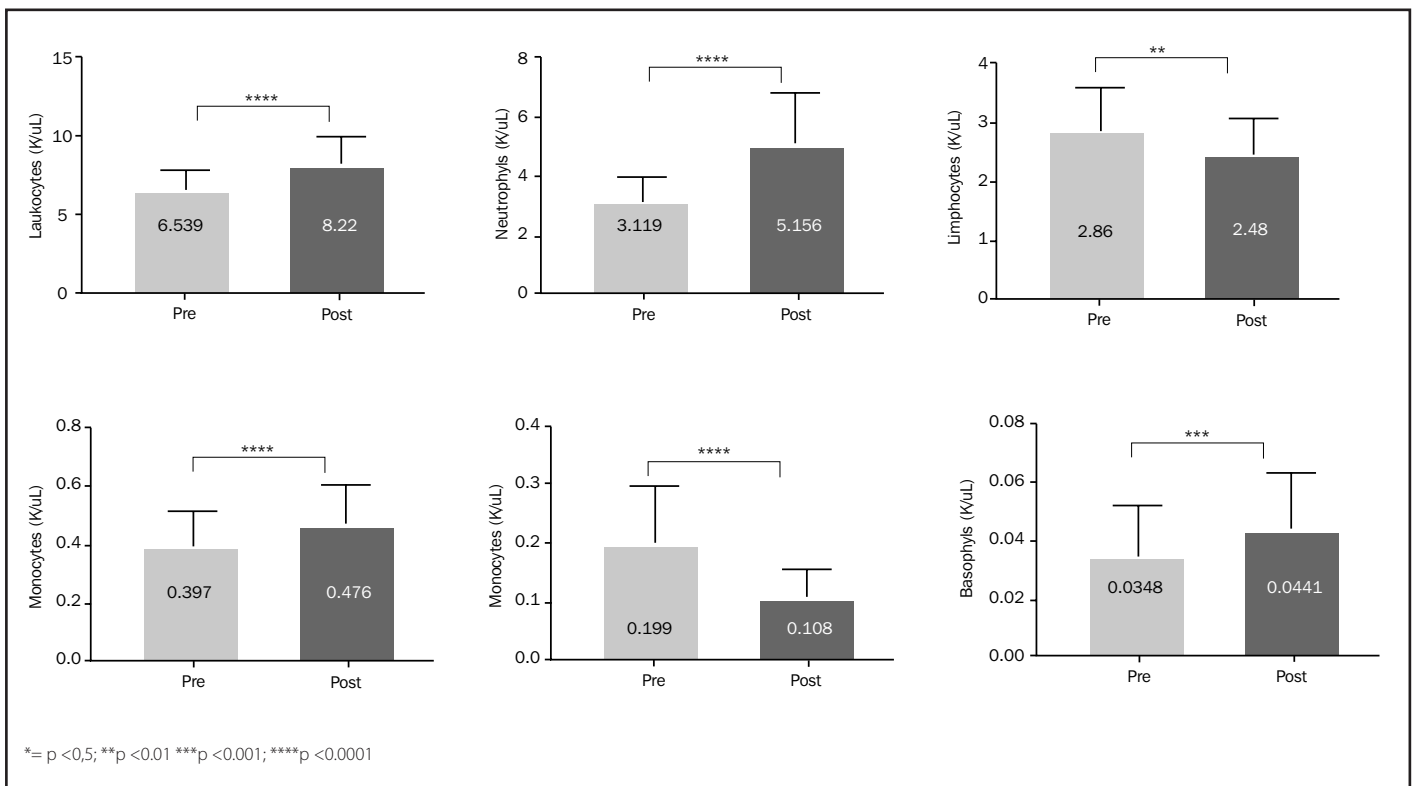 Laukocytes (K/uL)
15
10
5
0
****
6.539
8.22
Pre
Post
Neutrophyls (K/uL)
8
6
4
2
0
****
3.119
5.156
Pre
Post
Limphocytes (K/uL)
4
3
2
1
0
**
2.86
2.48
Pre
Post
Monocytes (K/uL)
0.8
0.6
0.4
0.2
0.0
****
0.397
0.476
Pre
Post
Monocytes (K/uL)
0.4
0.3
0.2
0.1
0.0
****
0.199
0.108
Pre
Post
Basophyls (K/uL)
0.08
0.06
0.04
0.02
0.00
***
0.0348
0.0441
Pre
Post
*= p <0,5; **p <0.01 ***p <0.001; ****p <0.0001